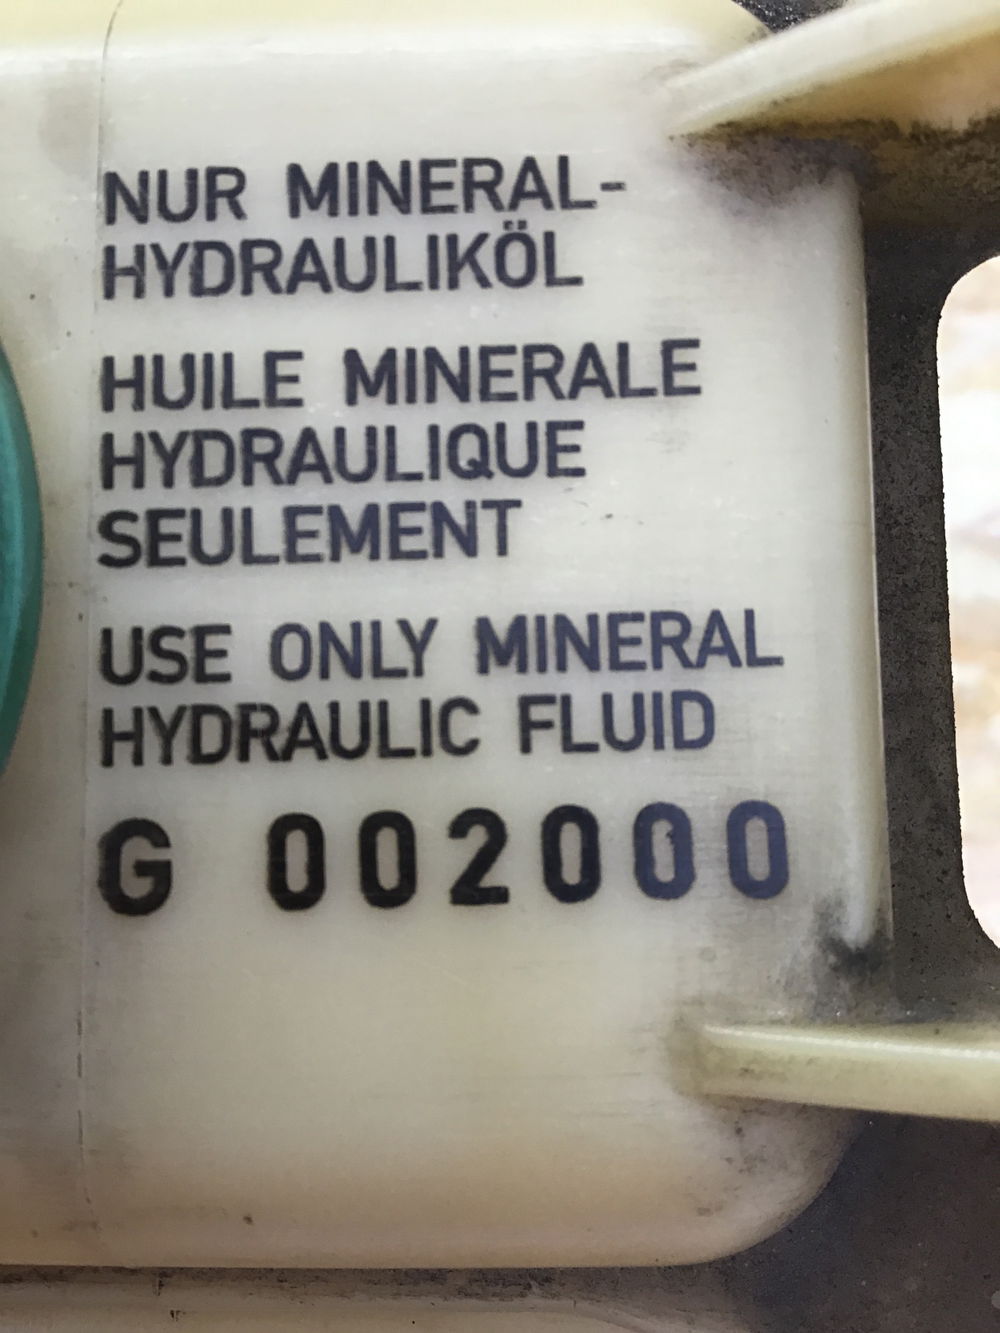 NUR MINERAL-
HYDRAULIKÖL
HUILE MINERALE
HYDRAULIQUE
SEULEMENT
USE ONLY MINERAL
HYDRAULIC FLUID
G 002000